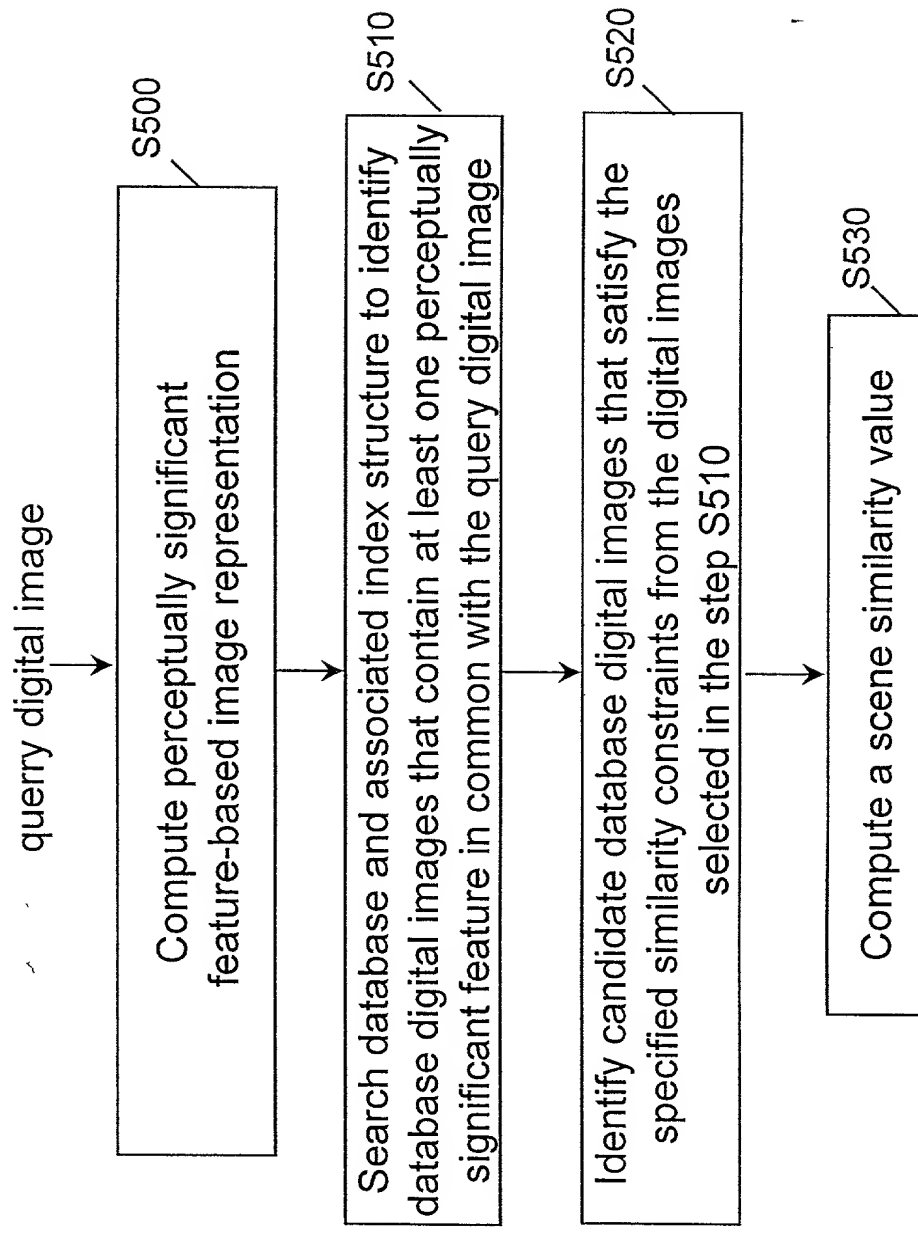 querry digital image
S500
Compute perceptually significant
feature-based image representation
S510
Search database and associated index structure to identify
database digital images that contain at least one perceptually
significant feature in common with the query digital image
S520
Identify candidate database digital images that satisfy the
specified similarity constraints from the digital images
selected in the step S510
S530
Compute a scene similarity value